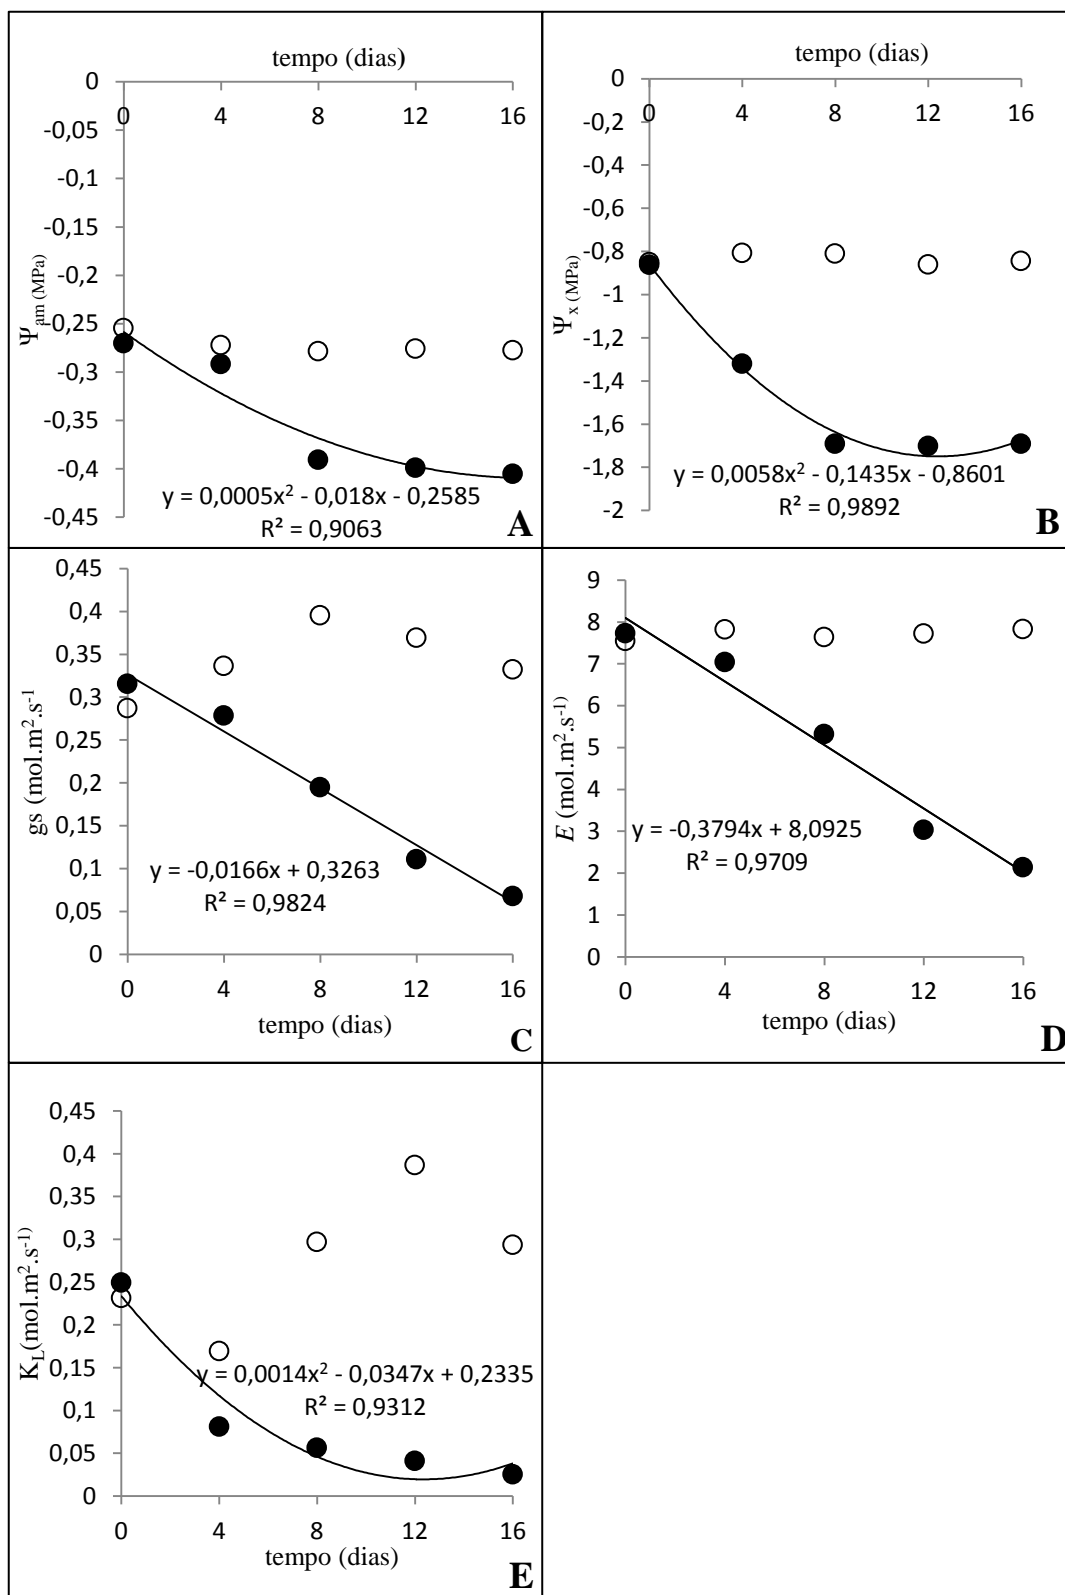 tempo (dias)
0
0 4 8 12 16
-0,05
-0,1
-0,15
-0,2
-0,25
-0,3
-0,35
-0,4
-0,45
Ψam (MPa)
y = 0,0005x² - 0,018x - 0,2585
R² = 0,9063
A
tempo (dias)
0
0 4 8 12 16
-0,2
-0,4
-0,6
-0,8
-1
-1,2
-1,4
-1,6
-1,8
-2
Ψx (MPa)
y = 0,0058x² - 0,1435x - 0,8601
R² = 0,9892
B
0,45
0,4
0,35
0,3
0,25
0,2
0,15
0,1
0,05
0
gs (mol.m².s⁻¹)
y = -0,0166x + 0,3263
R² = 0,9824
0 4 8 12 16
tempo (dias)
C
9
8
7
6
5
4
3
2
1
0
E (mol.m².s⁻¹)
y = -0,3794x + 8,0925
R² = 0,9709
0 4 8 12 16
tempo (dias)
D
0,45
0,4
0,35
0,3
0,25
0,2
0,15
0,1
0,05
0
KL(mol.m².s⁻¹)
y = 0,0014x² - 0,0347x + 0,2335
R² = 0,9312
0 4 8 12 16
tempo (dias)
E